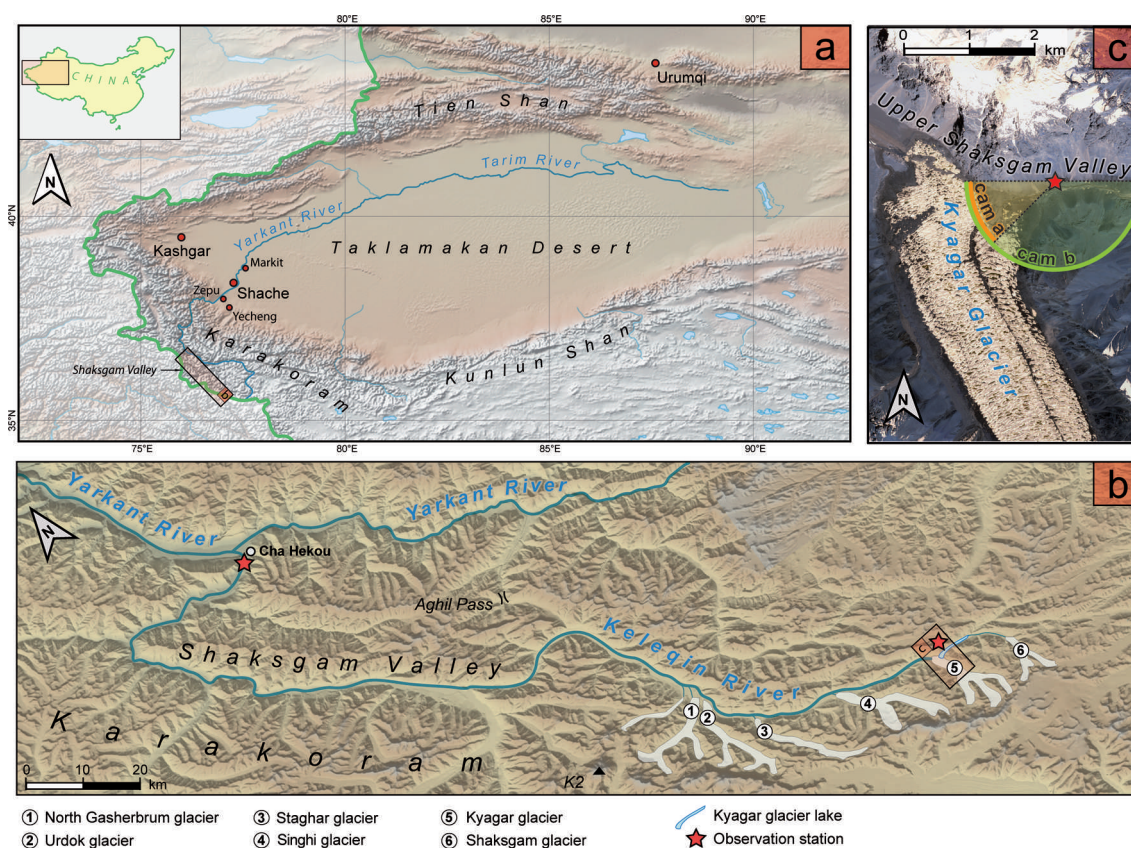 80°E
85°E
90°E
CHINA
N
a
Urumqi
Tien Shan
Tarim River
40°N
Yarkant River
Kashgar
Taklamakan Desert
Markit
Zepu
Shache
Yecheng
Karakoram
Kunlun Shan
Shaksgam Valley
b
35°N
75°E
80°E
85°E
90°E
0 1 2 km
c
Upper Shaksgam Valley
cam a
cam b
Kyagar Glacier
N
b
Yarkant River
Yarkant River
N
Cha Hekou
Aghil Pass
Shaksgam Valley
Keleqin River
c
1
2
3
4
5
6
Karakoram
K2
0 10 20
km
1 North Gasherbrum glacier
2 Urdok glacier
3 Staghar glacier
4 Singhi glacier
5 Kyagar glacier
6 Shaksgam glacier
Kyagar glacier lake
Observation station